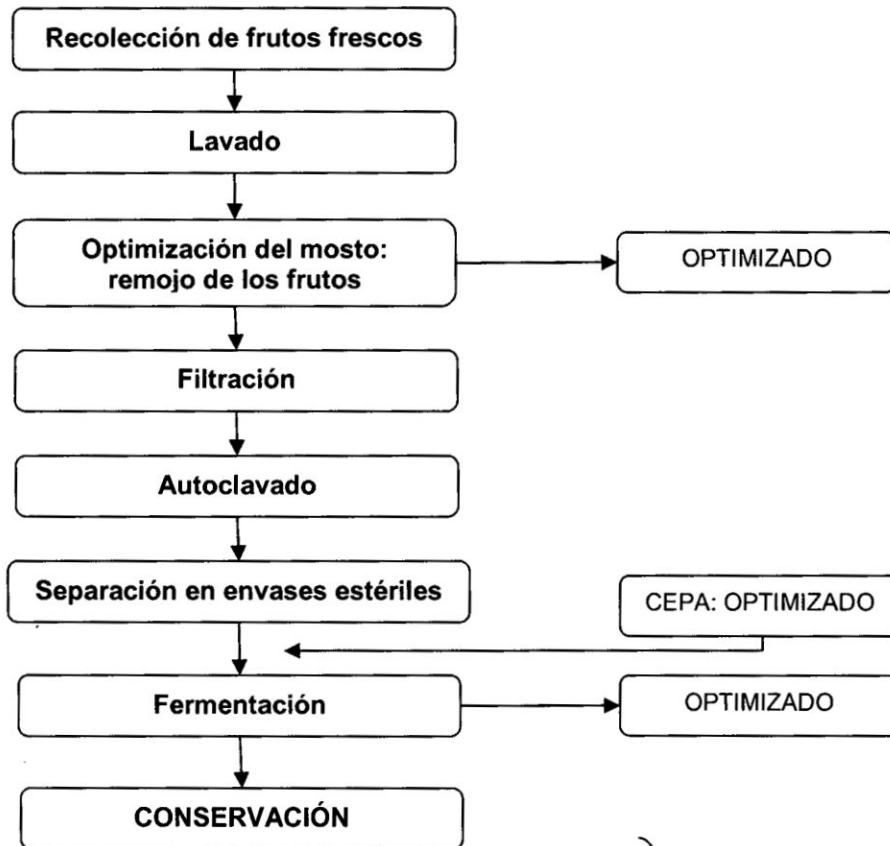 Recolección de frutos frescos
Lavado
Optimización del mosto:
remojo de los frutos
OPTIMIZADO
Filtración
Autoclavado
Separación en envases estériles
CEPA: OPTIMIZADO
Fermentación
OPTIMIZADO
CONSERVACIÓN